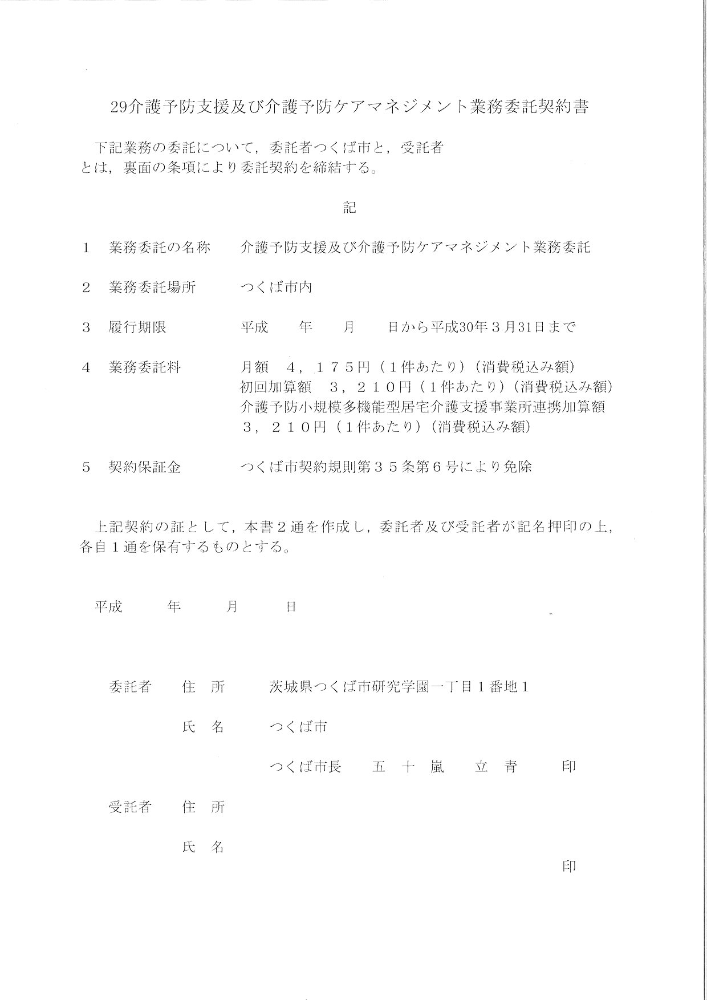 29介護予防支援及び介護予防ケアマネジメント業務委託契約書
下記業務の委託について，委託者つくば市と，受託者
とは，裏面の条項により委託契約を締結する。
記
１　業務委託の名称　　介護予防支援及び介護予防ケアマネジメント業務委託
２　業務委託場所　　　つくば市内
３　履行期限　　　　　平成　　年　　月　　日から平成30年３月31日まで
４　業務委託料　　　　月額　４，１７５円（１件あたり）（消費税込み額）
初回加算額　３，２１０円（１件あたり）（消費税込み額）
介護予防小規模多機能型居宅介護支援事業所連携加算額
３，２１０円（１件あたり）（消費税込み額）
５　契約保証金　　　　つくば市契約規則第３５条第６号により免除
上記契約の証として，本書２通を作成し，委託者及び受託者が記名押印の上，
各自１通を保有するものとする。
平成　　　年　　　月　　　日
委託者　　住　所　　　茨城県つくば市研究学園一丁目１番地１
氏　名　　　つくば市
つくば市長　　五　十　嵐　　立　青　　　印
受託者　　住　所
氏　名
印